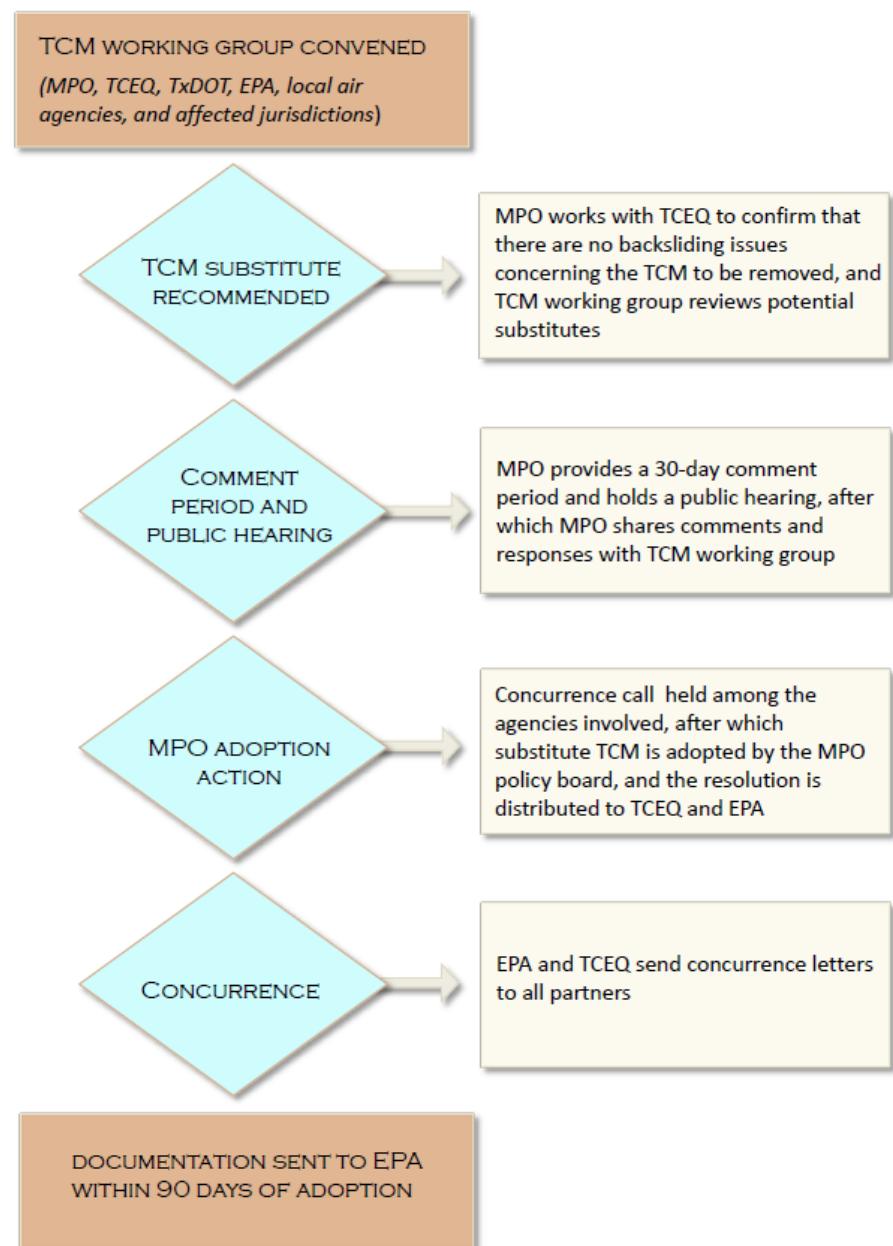 TCM WORKING GROUP CONVENED
(MPO, TCEQ, TxDOT, EPA, local air
agencies, and affected jurisdictions)
TCM SUBSTITUTE
RECOMMENDED
MPO works with TCEQ to confirm that
there are no backsliding issues
concerning the TCM to be removed, and
TCM working group reviews potential
substitutes
COMMENT
PERIOD AND
PUBLIC HEARING
MPO provides a 30-day comment
period and holds a public hearing, after
which MPO shares comments and
responses with TCM working group
MPO ADOPTION
ACTION
Concurrence call held among the
agencies involved, after which
substitute TCM is adopted by the MPO
policy board, and the resolution is
distributed to TCEQ and EPA
CONCURRENCE
EPA and TCEQ send concurrence letters
to all partners
DOCUMENTATION SENT TO EPA
WITHIN 90 DAYS OF ADOPTION